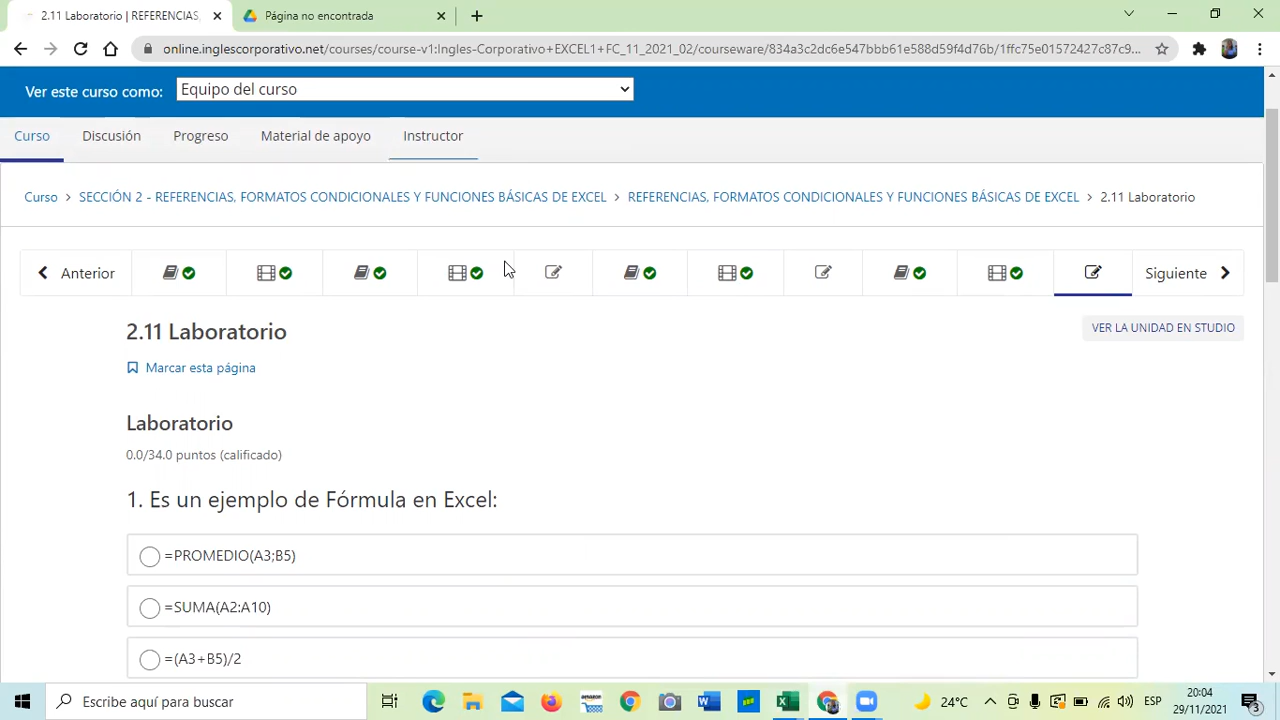 2.11 Laboratorio | REFERENCIAS,
Página no encontrada
online.inglescorporativo.net/courses/course-v1:Ingles-Corporativo+EXCEL1+FC_11_2021_02/courseware/834a322dc6e547bbb61e588d59f4d76b/1ffc75e01572427c87c9...
Ver este curso como:
Equipo del curso
Curso Discusión Progreso Material de apoyo Instructor
Curso > SECCIÓN 2 - REFERENCIAS, FORMATOS CONDICIONALES Y FUNCIONES BÁSICAS DE EXCEL > REFERENCIAS, FORMATOS CONDICIONALES Y FUNCIONES BÁSICAS DE EXCEL > 2.11 Laboratorio
Anterior
Siguiente
2.11 Laboratorio
VER LA UNIDAD EN STUDIO
Marcar esta página
Laboratorio
0.0/34.0 puntos (calificado)
1. Es un ejemplo de Fórmula en Excel:
=PROMEDIO(A3;B5)
=SUMA(A2:A10)
=(A3+B5)/2
Escribe aquí para buscar
amazon
24°C
ESP
20:04
29/11/2021
3